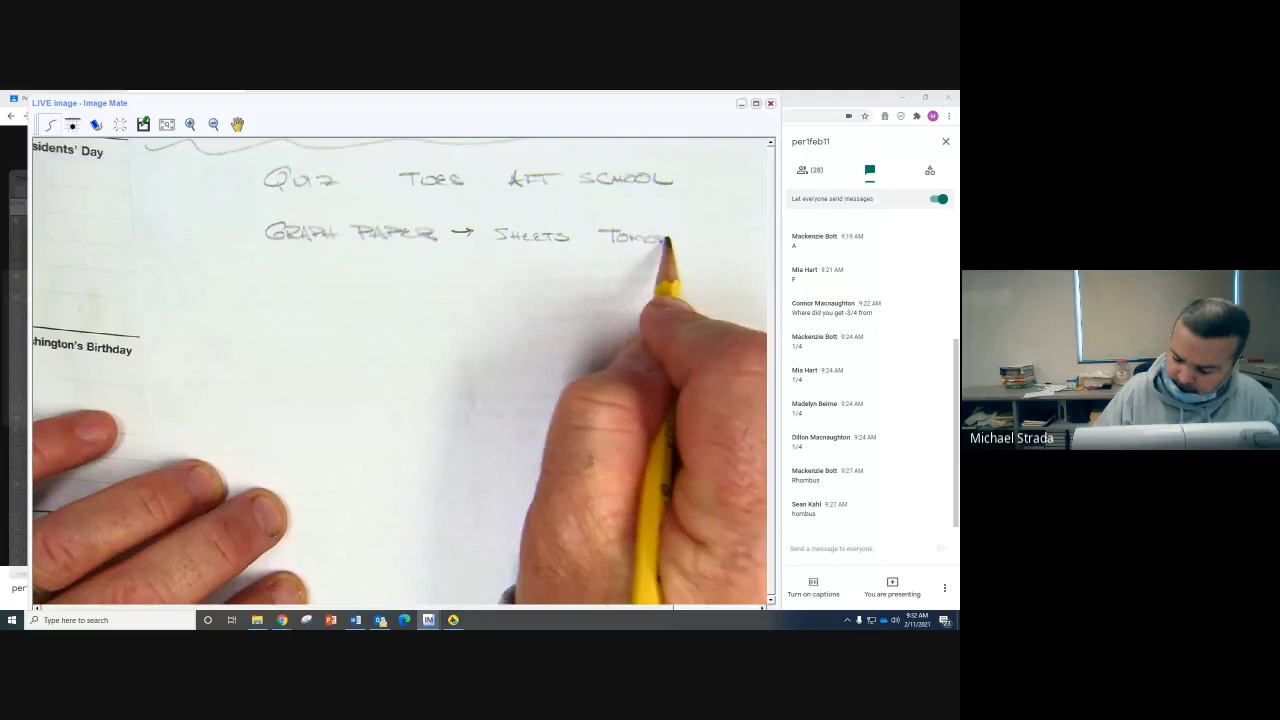 LIVE image - Image Mate
sidents' Day
QUIZ TUES AFT SCHOOL
GRAPH PAPER → SHEETS TOMO
shington's Birthday
per1feb11
(28)
Let everyone send messages
Mackenzie Bott 9:19 AM
A
Mia Hart 9:21 AM
F
Connor Macnaughton 9:22 AM
Where did you get -3/4 from
Mackenzie Bott 9:24 AM
1/4
Mia Hart 9:24 AM
1/4
Madelyn Beirne 9:24 AM
1/4
Dillon Macnaughton 9:24 AM
1/4
Mackenzie Bott 9:27 AM
Rhombus
Sean Kahl 9:27 AM
hombus
Send a message to everyone
Turn on captions
You are presenting
per1
Michael Strada
Type here to search
9:32 AM
2/11/2021